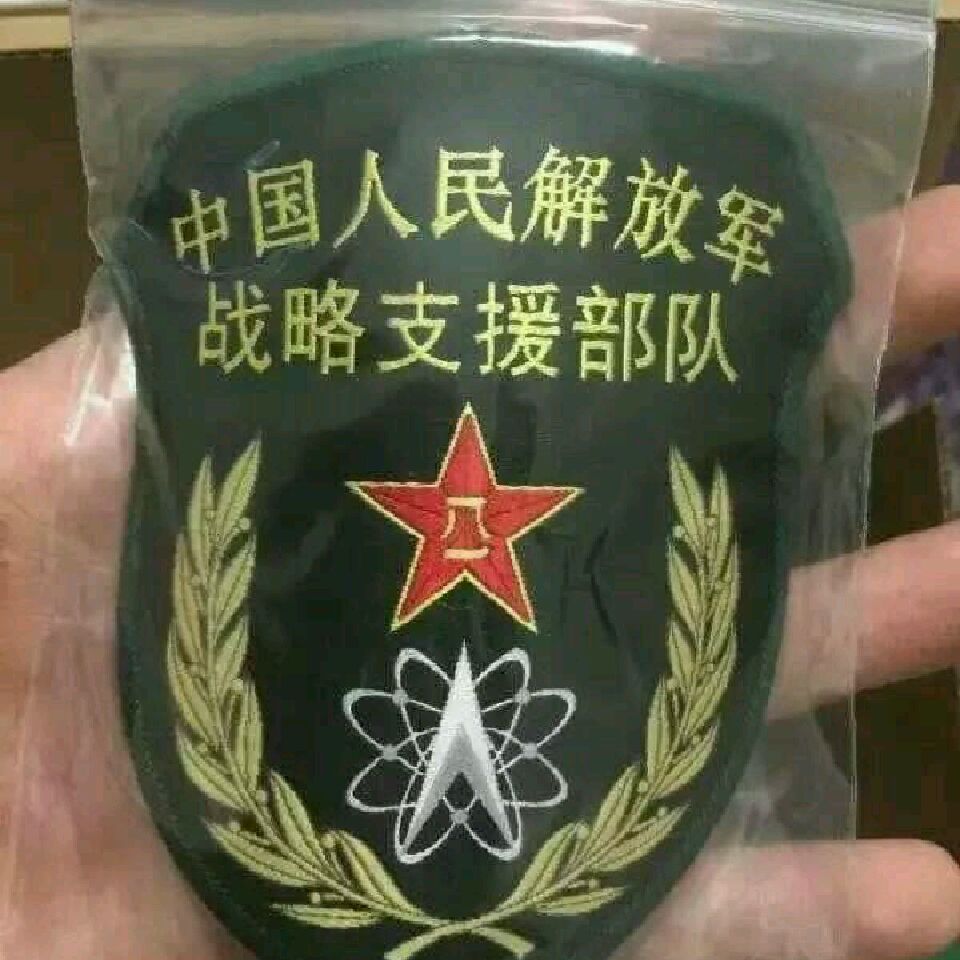 中国人民解放军
战略支援部队
八一